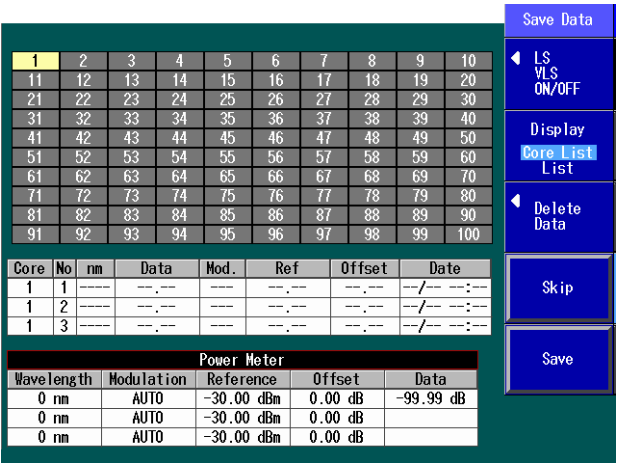 Save Data
1 2 3 4 5 6 7 8 9 10
11 12 13 14 15 16 17 18 19 20
21 22 23 24 25 26 27 28 29 30
31 32 33 34 35 36 37 38 39 40
41 42 43 44 45 46 47 48 49 50
51 52 53 54 55 56 57 58 59 60
61 62 63 64 65 66 67 68 69 70
71 72 73 74 75 76 77 78 79 80
81 82 83 84 85 86 87 88 89 90
91 92 93 94 95 96 97 98 99 100
Core No nm Data Mod. Ref Offset Date
1 1 ---- --.-- --- --.-- --.-- --/-- --:--
1 2 ---- --.-- --- --.-- --.-- --/-- --:--
1 3 ---- --.-- --- --.-- --.-- --/-- --:--
Power Meter
Wavelength Modulation Reference Offset Data
0 nm AUTO -30.00 dBm 0.00 dB -99.99 dB
0 nm AUTO -30.00 dBm 0.00 dB
0 nm AUTO -30.00 dBm 0.00 dB
LS
VLS
ON/OFF
Display
Core List
List
Delete
Data
Skip
Save